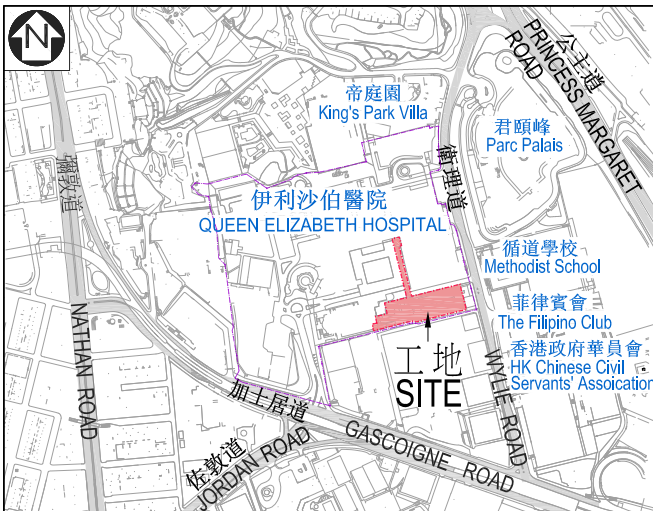 N
公主道
PRINCESS MARGARET
ROAD
帝庭園
King's Park Villa
君頤峰
Parc Palais
衛理道
彌敦道
伊利沙伯醫院
QUEEN ELIZABETH HOSPITAL
循道學校
Methodist School
菲律賓會
The Filipino Club
香港政府華員會
HK Chinese Civil
Servants' Assoication
工地
SITE
NATHAN ROAD
WYLIE ROAD
加士居道
GASCOIGNE ROAD
佐敦道
JORDAN ROAD